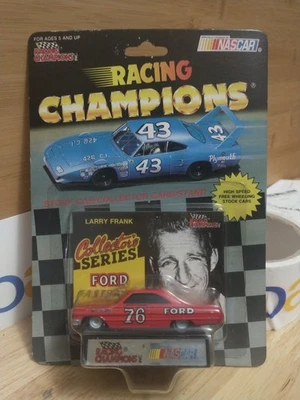 FOR AGES 3 AND UP
RACING CHAMPIONS
NASCAR
RACING
CHAMPIONS
43
43
Plymouth
HIGH SPEED
FREE WHEELING
STOCK CARS
LARRY FRANK
Collector's
SERIES
FORD
76
FORD
RACING
CHAMPIONS
NASCAR